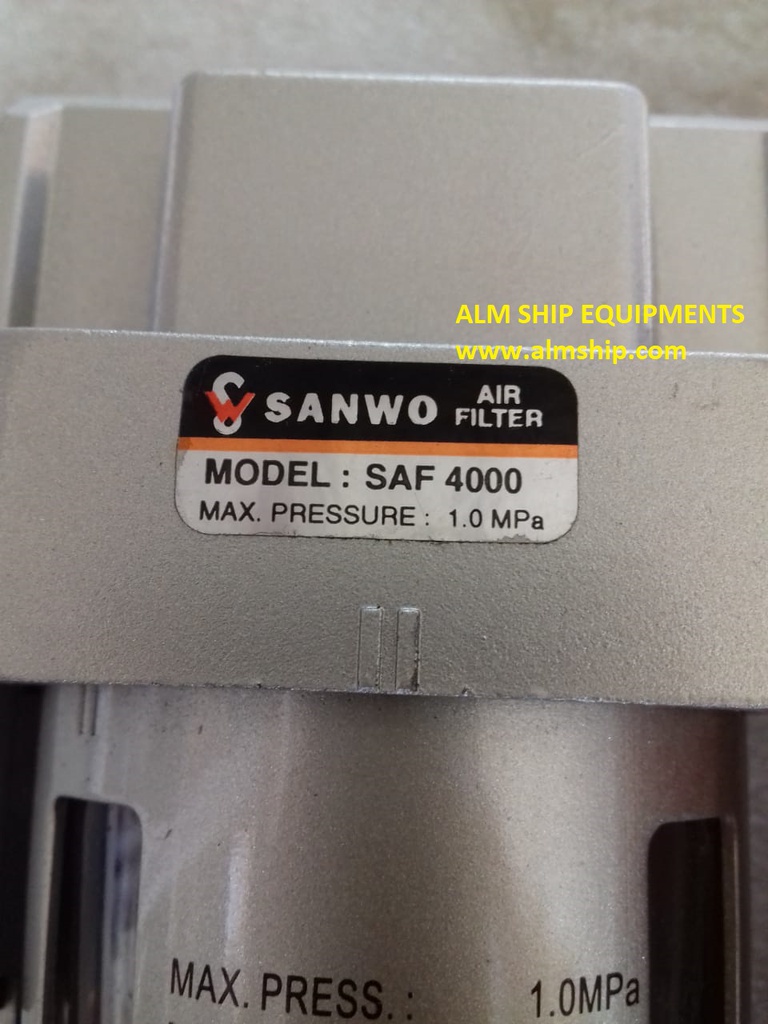 ALM SHIP EQUIPMENTS
www.almship.com
SANWO AIR FILTER
MODEL : SAF 4000
MAX. PRESSURE : 1.0 MPa
MAX. PRESS. : 1.0MPa